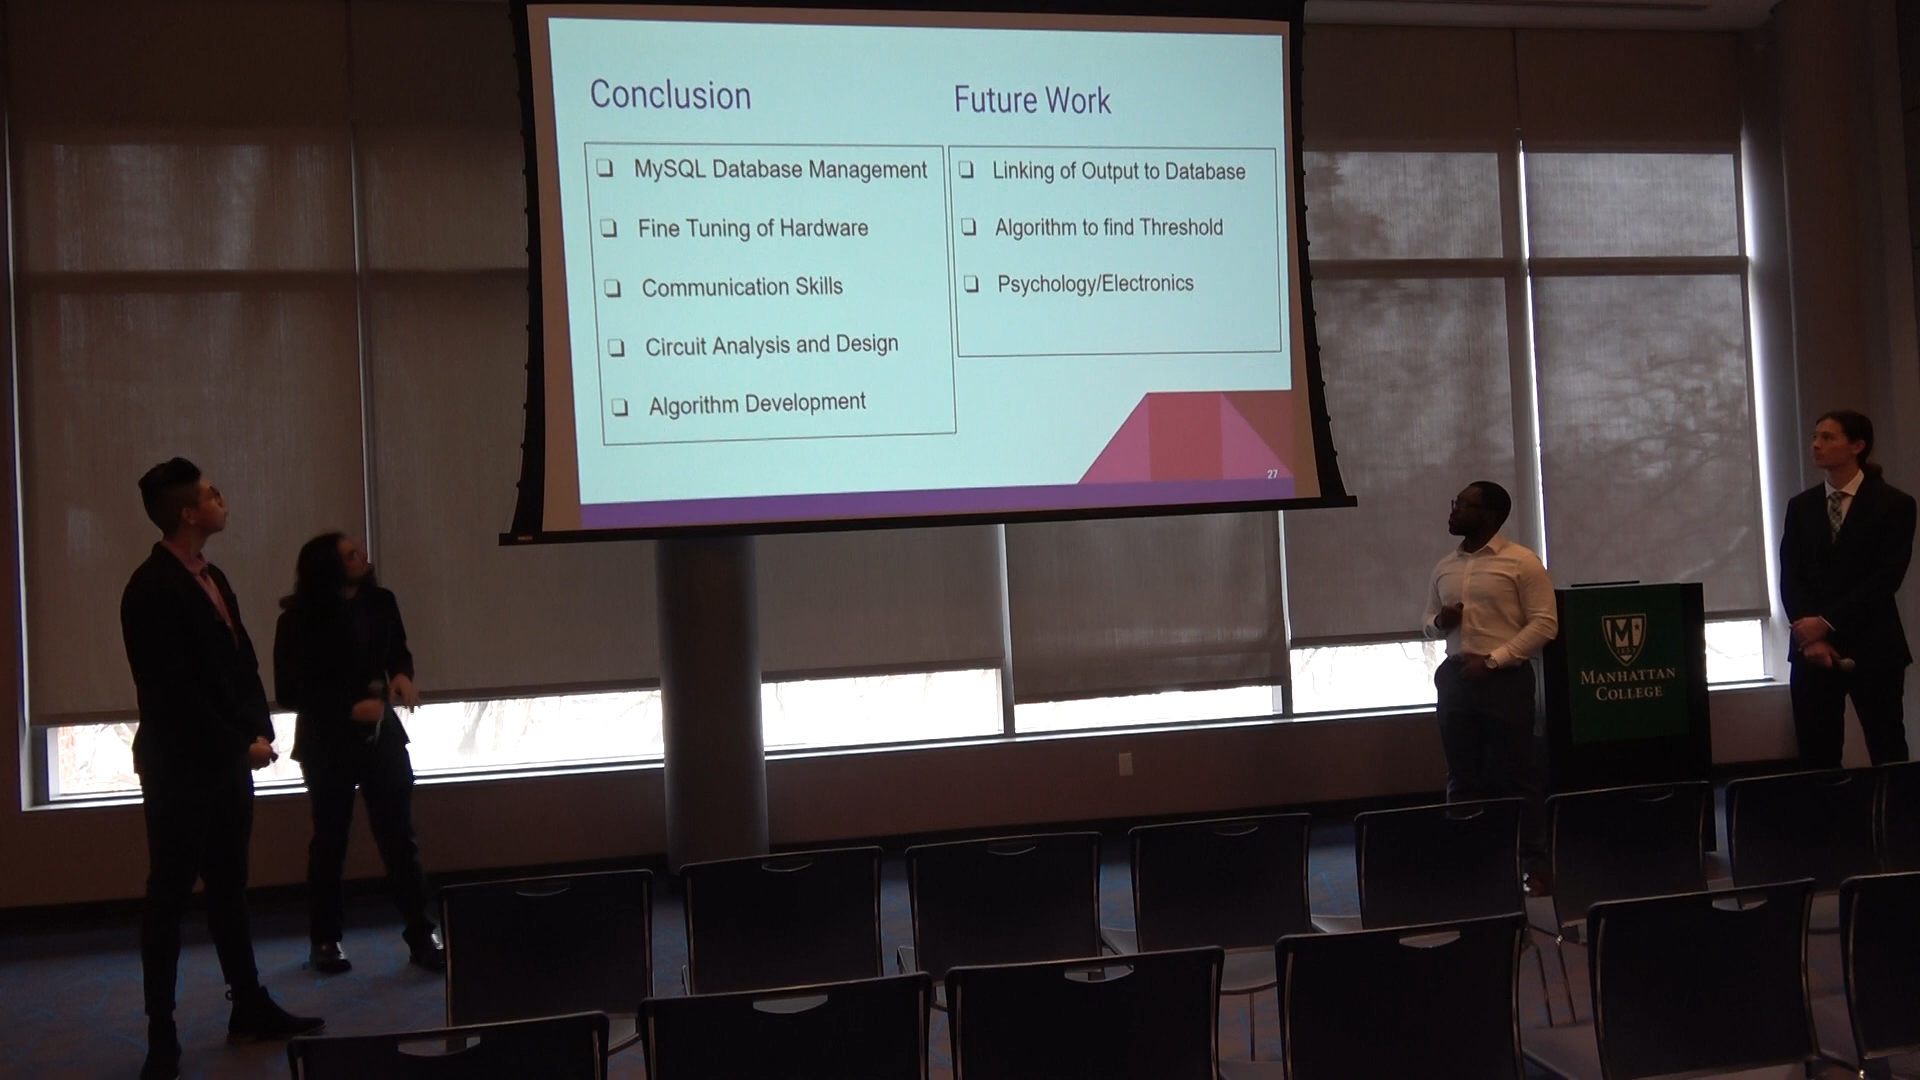 Conclusion
MySQL Database Management
Fine Tuning of Hardware
Communication Skills
Circuit Analysis and Design
Algorithm Development
Future Work
Linking of Output to Database
Algorithm to find Threshold
Psychology/Electronics
27
M
MANHATTAN
COLLEGE